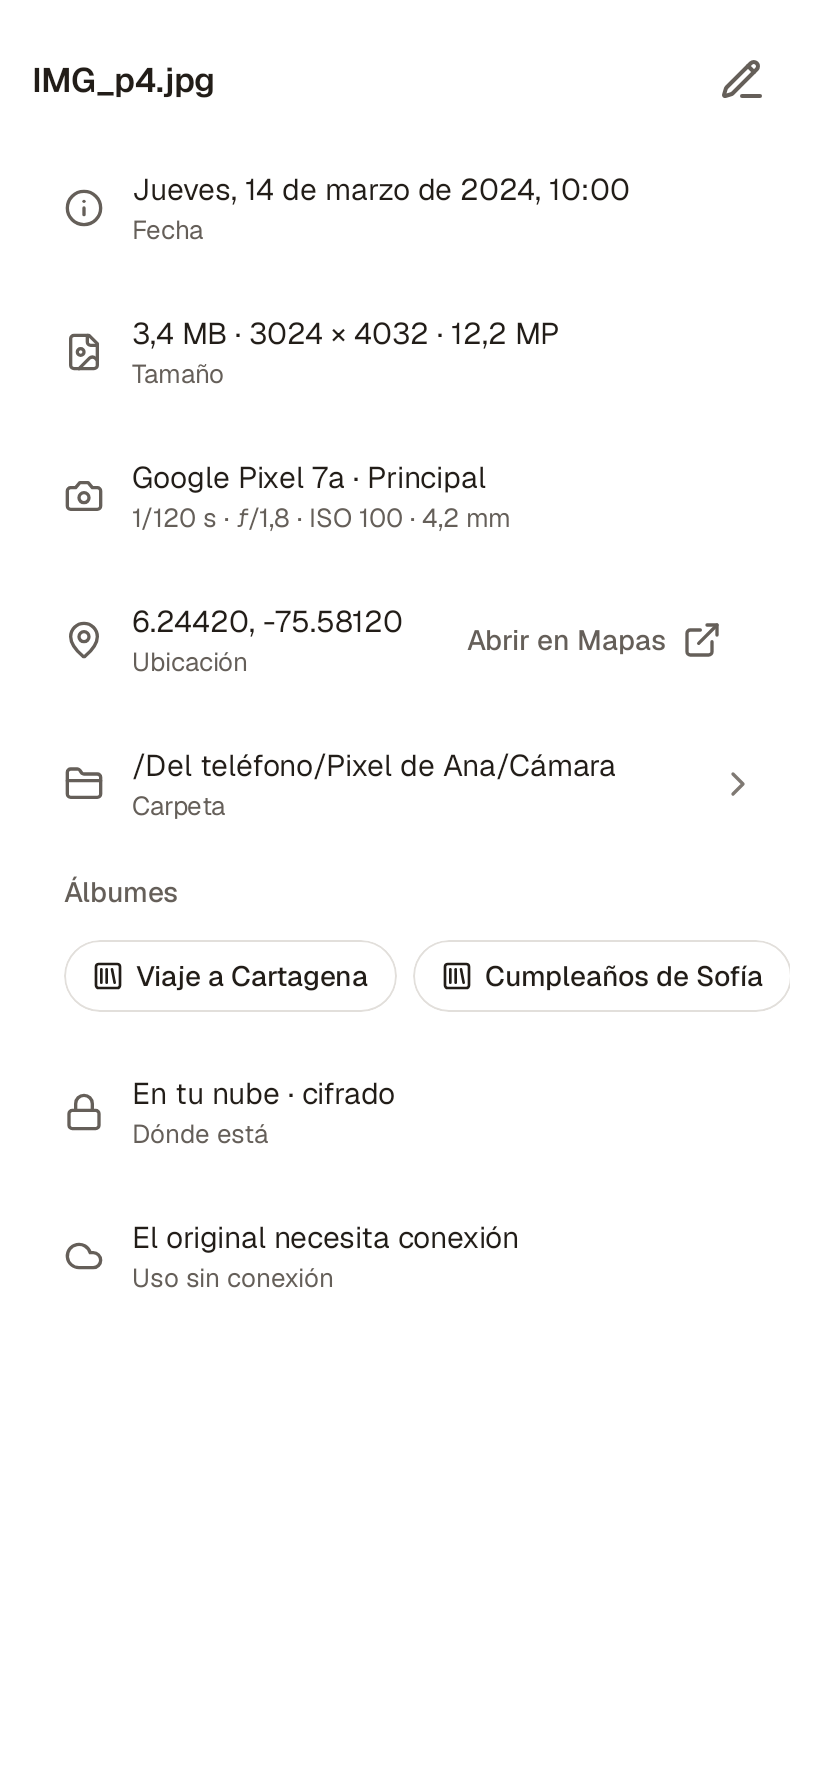 IMG_p4.jpg
Jueves, 14 de marzo de 2024, 10:00
Fecha
3,4 MB · 3024 × 4032 · 12,2 MP
Tamaño
Google Pixel 7a · Principal
1/120 s · ƒ/1,8 · ISO 100 · 4,2 mm
6.24420, -75.58120
Ubicación
Abrir en Mapas
/Del teléfono/Pixel de Ana/Cámara
Carpeta
Álbumes
Viaje a Cartagena
Cumpleaños de Sofía
En tu nube · cifrado
Dónde está
El original necesita conexión
Uso sin conexión